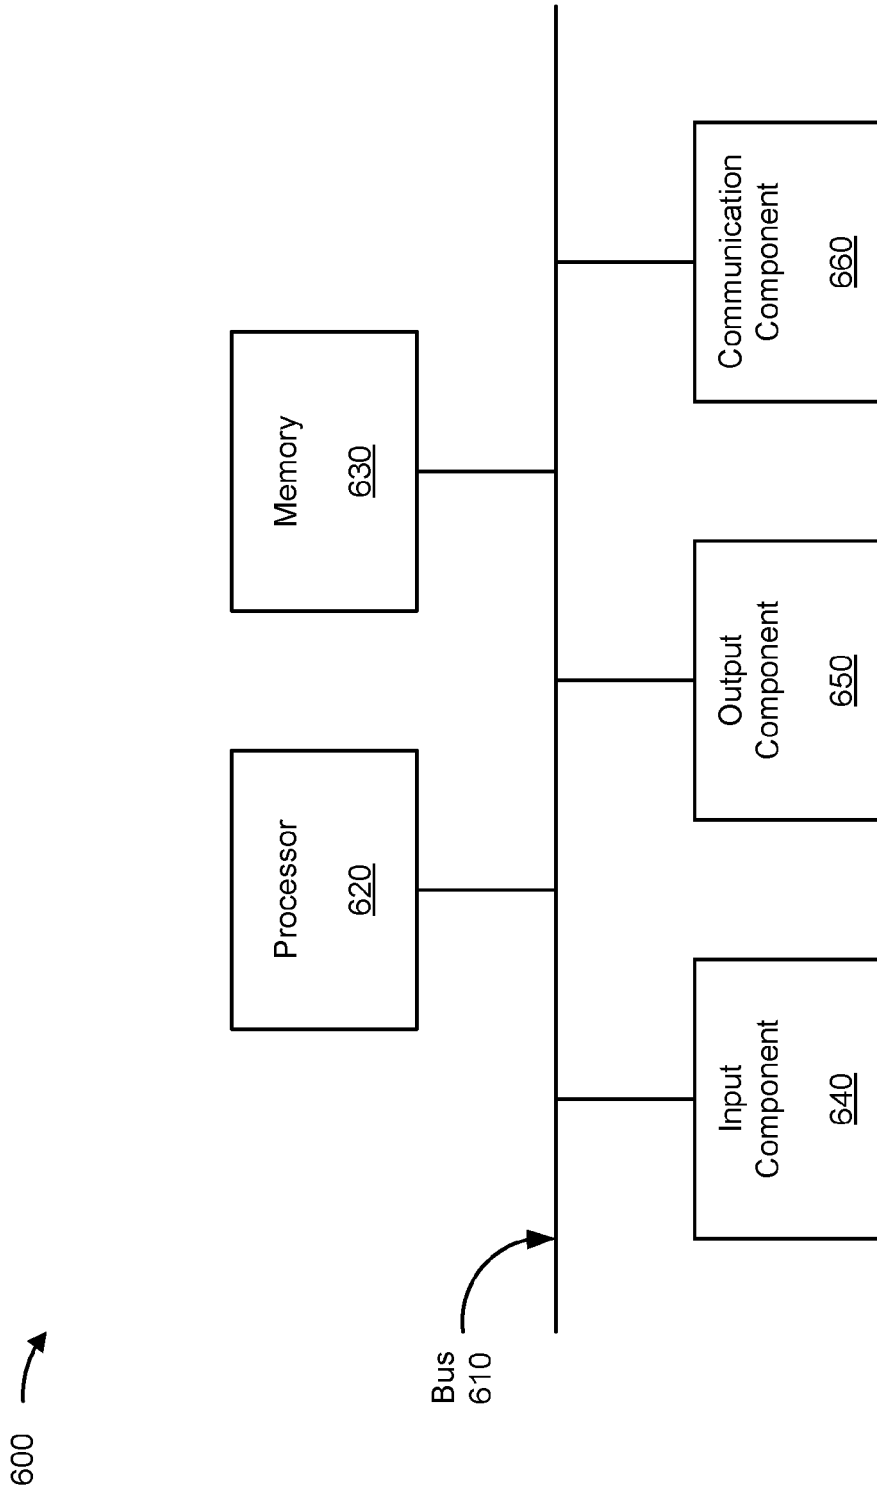 600
Processor
620
Memory
630
Bus
610
Input
Component
640
Output
Component
650
Communication
Component
660